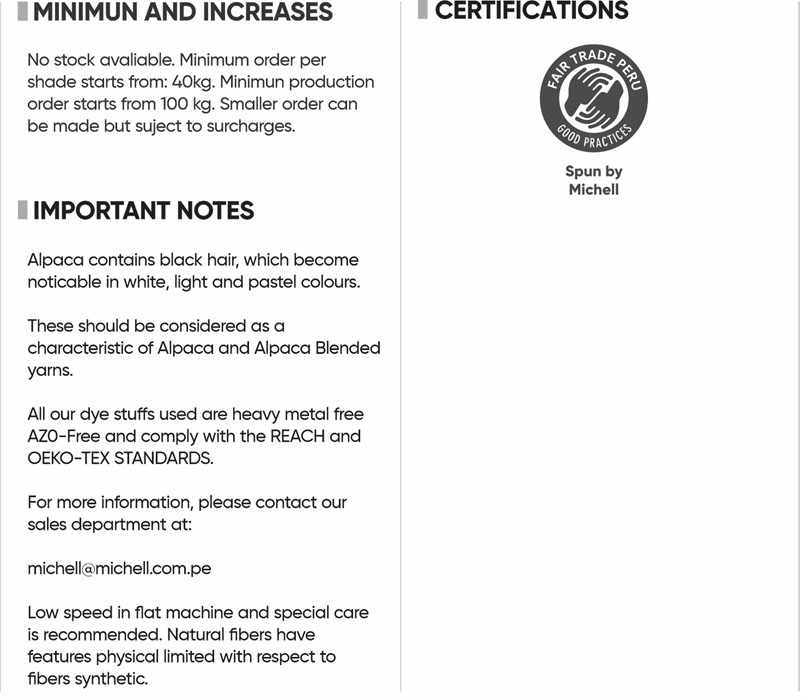 MINIMUN AND INCREASES
No stock avaliable. Minimum order per
shade starts from: 40kg. Minimun production
order starts from 100 kg. Smaller order can
be made but suject to surcharges.
IMPORTANT NOTES
Alpaca contains black hair, which become
noticable in white, light and pastel colours.
These should be considered as a
characteristic of Alpaca and Alpaca Blended
yarns.
All our dye stuffs used are heavy metal free
AZ0-Free and comply with the REACH and
OEKO-TEX STANDARDS.
For more information, please contact our
sales department at:
michell@michell.com.pe
Low speed in flat machine and special care
is recommended. Natural fibers have
features physical limited with respect to
fibers synthetic.
CERTIFICATIONS
FAIR TRADE PERU
GOOD PRACTICES
Spun by
Michell